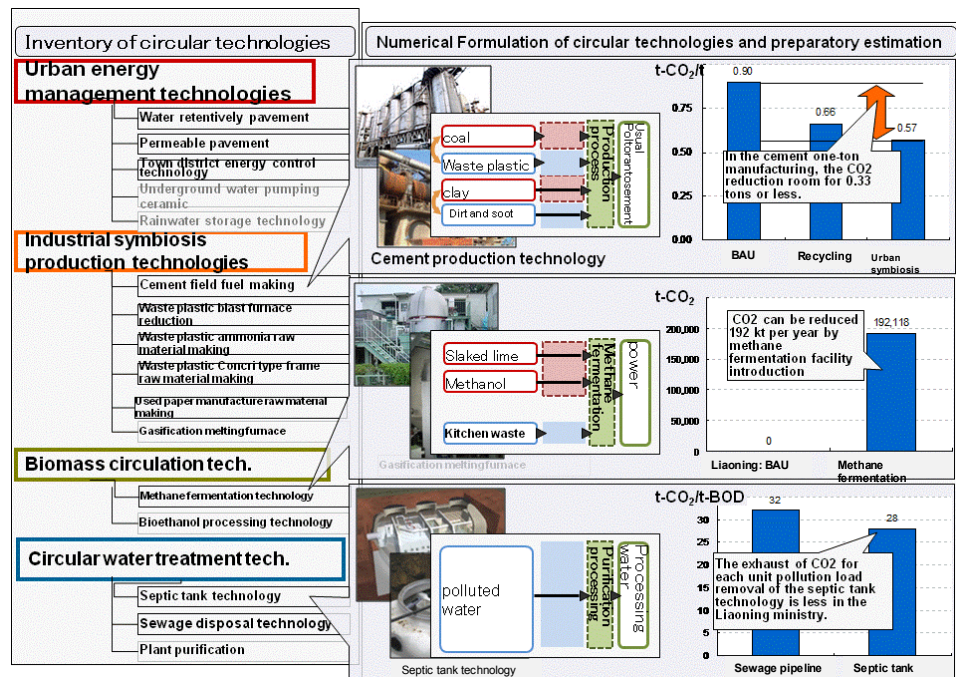 Inventory of circular technologies
Urban energy
management technologies
Water retentively pavement
Permeable pavement
Town district energy control
technology
Underground water pumping
ceramic
Rainwater storage technology
Industrial symbiosis
production technologies
Cement field fuel making
Waste plastic blast furnace
reduction
Waste plastic ammonia raw
material making
Waste plastic Concri type frame
raw material making
Used paper manufacture raw material
making
Gasification melting furnace
Biomass circulation tech.
Methane fermentation technology
Bioethanol processing technology
Circular water treatment tech.
Septic tank technology
Sewage disposal technology
Plant purification
Numerical Formulation of circular technologies and preparatory estimation
coal
Waste plastic
clay
Dirt and soot
Production
process
Usual
Poltorantosement
Cement production technology
t-CO₂/t
0.90
0.75
0.66
0.57
0.50
0.25
0.00
In the cement one-ton
manufacturing, the CO2
reduction room for 0.33
tons or less.
BAU
Recycling
Urban
symbiosis
Slaked lime
Methanol
Kitchen waste
Methane
fermentation
power
Gasification melting furnace
t-CO₂
200,000
150,000
100,000
50,000
0
0
192,118
CO2 can be reduced
192 kt per year by
methane
fermentation facility
introduction
Liaoning: BAU
Methane
fermentation
polluted
water
Purification
processing
Processing
water
Septic tank technology
t-CO₂/t-BOD
32
28
30
25
20
15
10
5
0
The exhaust of CO2 for
each unit pollution load
removal of the septic tank
technology is less in the
Liaoning ministry.
Sewage pipeline
Septic tank